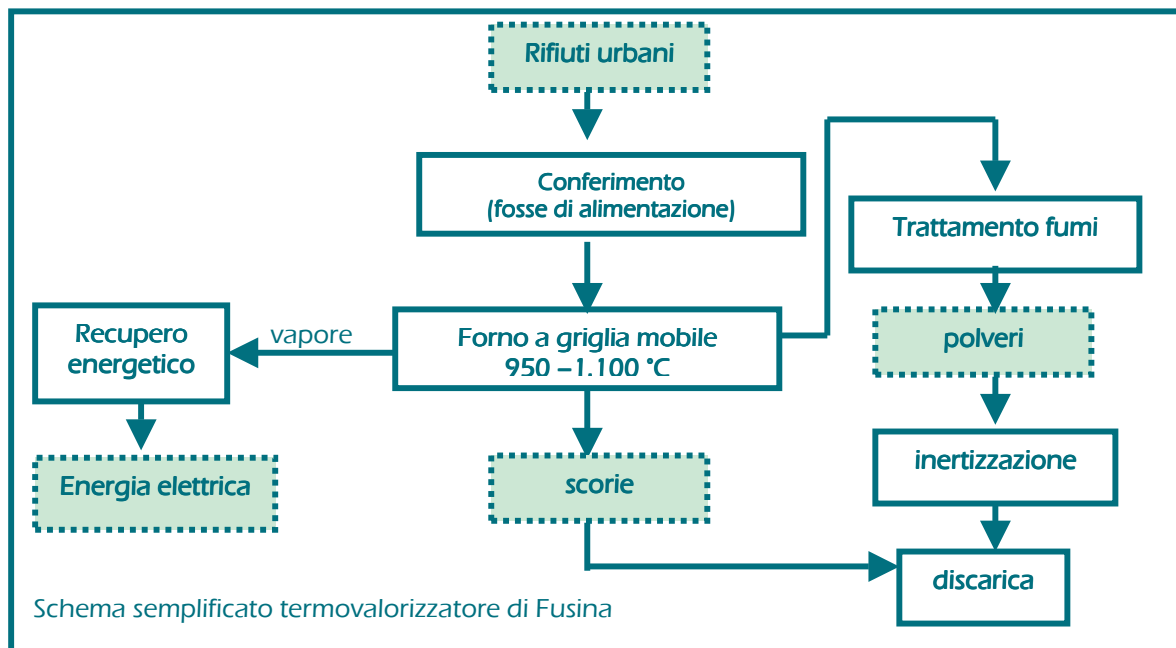 Rifiuti urbani
Conferimento
(fosse di alimentazione)
Trattamento fumi
Recupero
energetico
vapore
Forno a griglia mobile
950 –1.100 °C
polveri
inertizzazione
Energia elettrica
scorie
discarica
Schema semplificato termovalorizzatore di Fusina